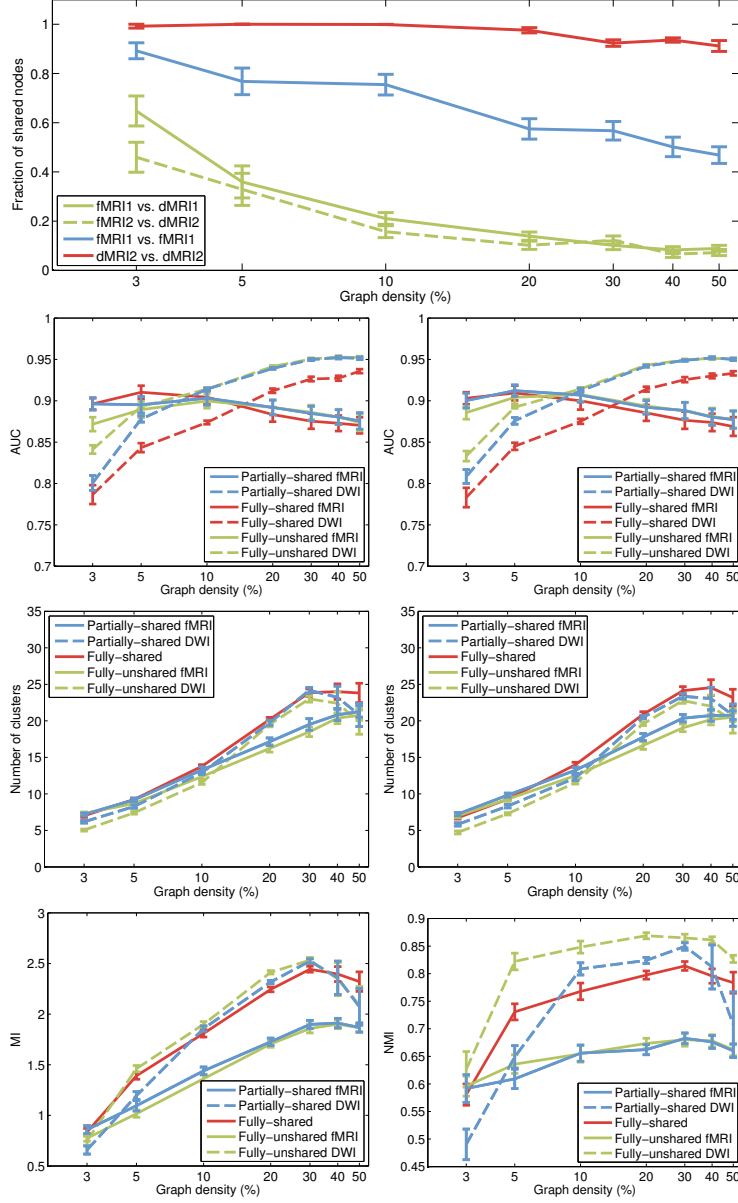 Fraction of shared nodes
1
0.8
0.6
0.4
0.2
0
fMRI1 vs. dMRI1
fMRI2 vs. dMRI2
fMRI1 vs. fMRI1
dMRI2 vs. dMRI2
3 5 10 20 30 40 50
Graph density (%)
AUC
1
0.95
0.9
0.85
0.8
0.75
0.7
Partially-shared fMRI
Partially-shared DWI
Fully-shared fMRI
Fully-shared DWI
Fully-unshared fMRI
Fully-unshared DWI
3 5 10 20 30 40 50
Graph density (%)
AUC
1
0.95
0.9
0.85
0.8
0.75
0.7
Partially-shared fMRI
Partially-shared DWI
Fully-shared fMRI
Fully-shared DWI
Fully-unshared fMRI
Fully-unshared DWI
3 5 10 20 30 40 50
Graph density (%)
Number of clusters
35
30
25
20
15
10
5
0
Partially-shared fMRI
Partially-shared DWI
Fully-shared
Fully-unshared fMRI
Fully-unshared DWI
3 5 10 20 30 40 50
Graph density (%)
Number of clusters
35
30
25
20
15
10
5
0
Partially-shared fMRI
Partially-shared DWI
Fully-shared
Fully-unshared fMRI
Fully-unshared DWI
3 5 10 20 30 40 50
Graph density (%)
MI
3
2.5
2
1.5
1
0.5
Partially-shared fMRI
Partially-shared DWI
Fully-shared
Fully-unshared fMRI
Fully-unshared DWI
3 5 10 20 30 40 50
Graph density (%)
NMI
0.9
0.85
0.8
0.75
0.7
0.65
0.6
0.55
0.5
0.45
Partially-shared fMRI
Partially-shared DWI
Fully-shared
Fully-unshared fMRI
Fully-unshared DWI
3 5 10 20 30 40 50
Graph density (%)